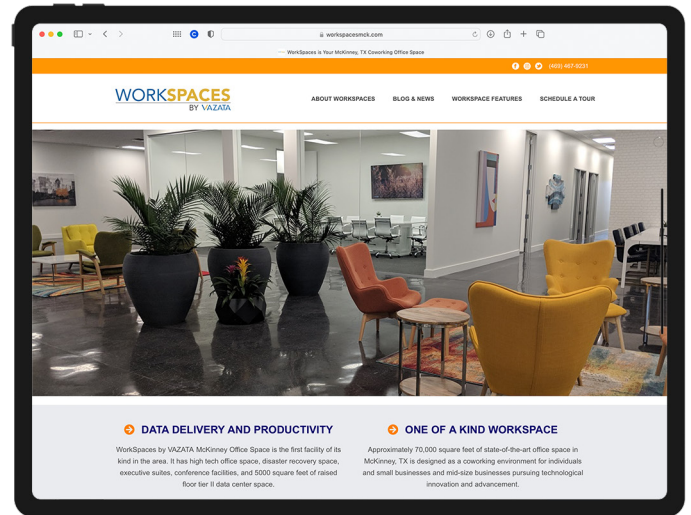 workspacesmck.com
WorkSpaces is Your McKinney, TX Coworking Office Space
(469) 467-9231
WORKSPACES
BY VAZATA
ABOUT WORKSPACES
BLOG & NEWS
WORKSPACE FEATURES
SCHEDULE A TOUR
DATA DELIVERY AND PRODUCTIVITY
WorkSpaces by VAZATA McKinney Office Space is the first facility of its
kind in the area. It has high tech office space, disaster recovery space,
executive suites, conference facilities, and 5000 square feet of raised
floor tier II data center space.
ONE OF A KIND WORKSPACE
Approximately 70,000 square feet of state-of-the-art office space in
McKinney, TX is designed as a coworking environment for individuals
and small businesses and mid-size businesses pursuing technological
innovation and advancement.